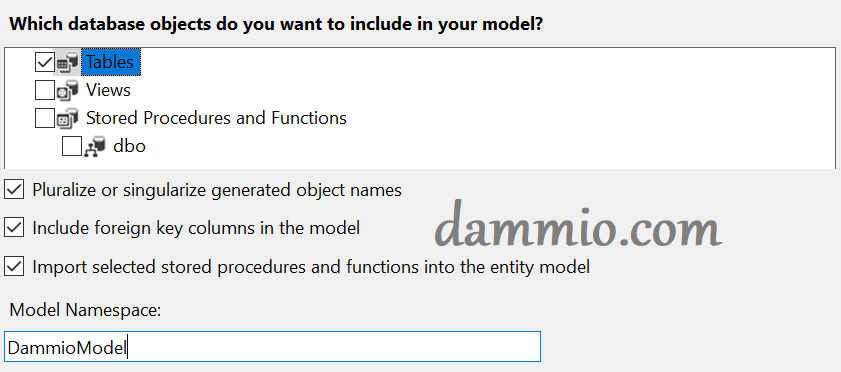 Which database objects do you want to include in your model?
Tables
Views
Stored Procedures and Functions
dbo
Pluralize or singularize generated object names
Include foreign key columns in the model
dammio.com
Import selected stored procedures and functions into the entity model
Model Namespace:
DammioModel